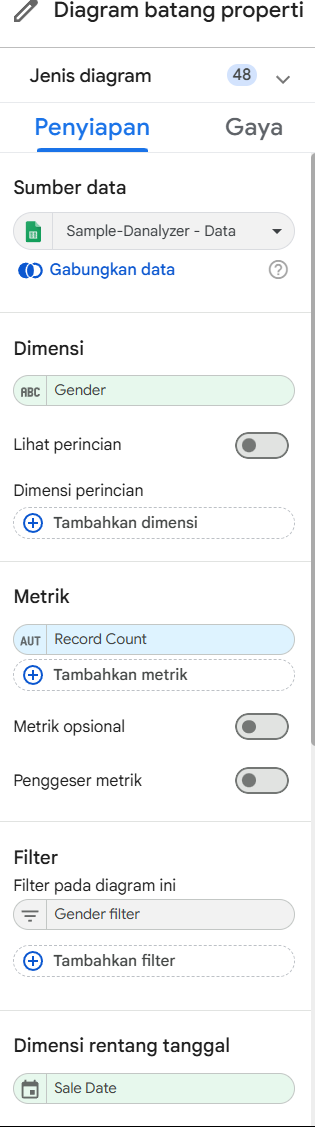 Diagram batang properti
Jenis diagram 48
Penyiapan Gaya
Sumber data
Sample-Danalyzer - Data
Gabungkan data ?
Dimensi
ABC Gender
Lihat perincian
Dimensi perincian
Tambahkan dimensi
Metrik
AUT Record Count
Tambahkan metrik
Metrik opsional
Penggeser metrik
Filter
Filter pada diagram ini
Gender filter
Tambahkan filter
Dimensi rentang tanggal
Sale Date